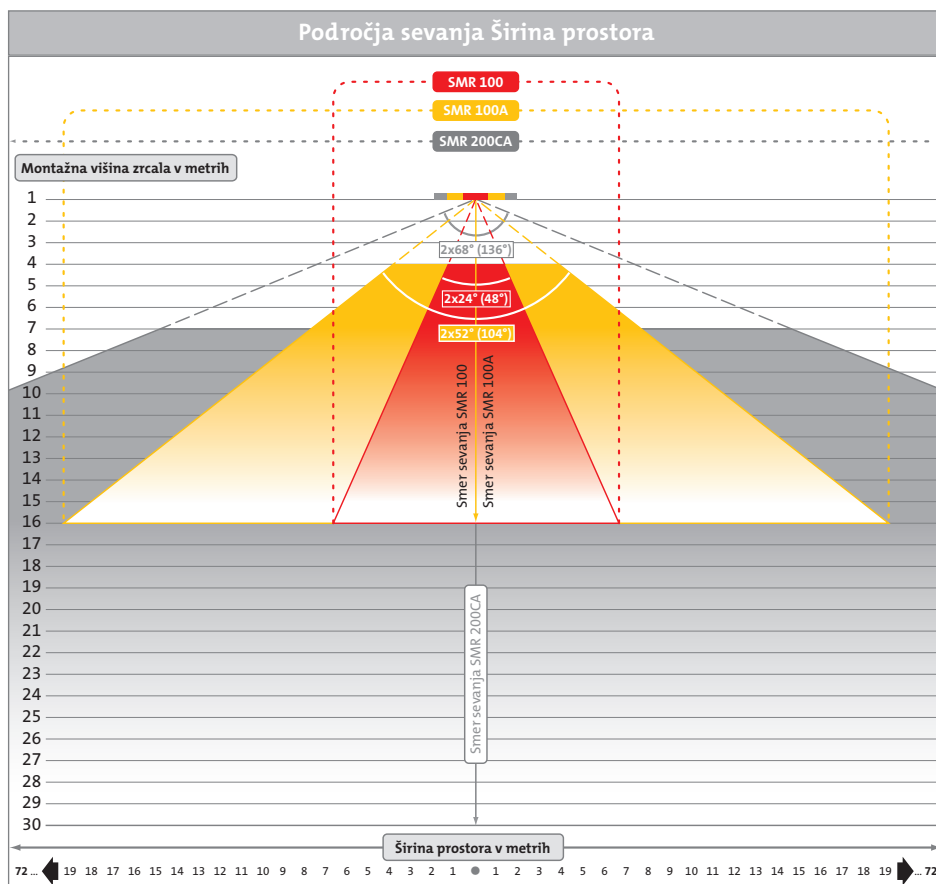 Področja sevanja Širina prostora
SMR 100
SMR 100A
SMR 200CA
Montažna višina zrcala v metrih
1
2
3
2x68° (136°)
4
5
2x24° (48°)
6
7
2x52° (104°)
8
9
10
11
12
13
14
15
16
Smer sevanja SMR 100
Smer sevanja SMR 100A
17
18
19
20
21
22
23
24
25
26
27
28
29
30
Smer sevanja SMR 200CA
Širina prostora v metrih
72 ... 19 18 17 16 15 14 13 12 11 10 9 8 7 6 5 4 3 2 1 1 2 3 4 5 6 7 8 9 10 11 12 13 14 15 16 17 18 19 ... 72